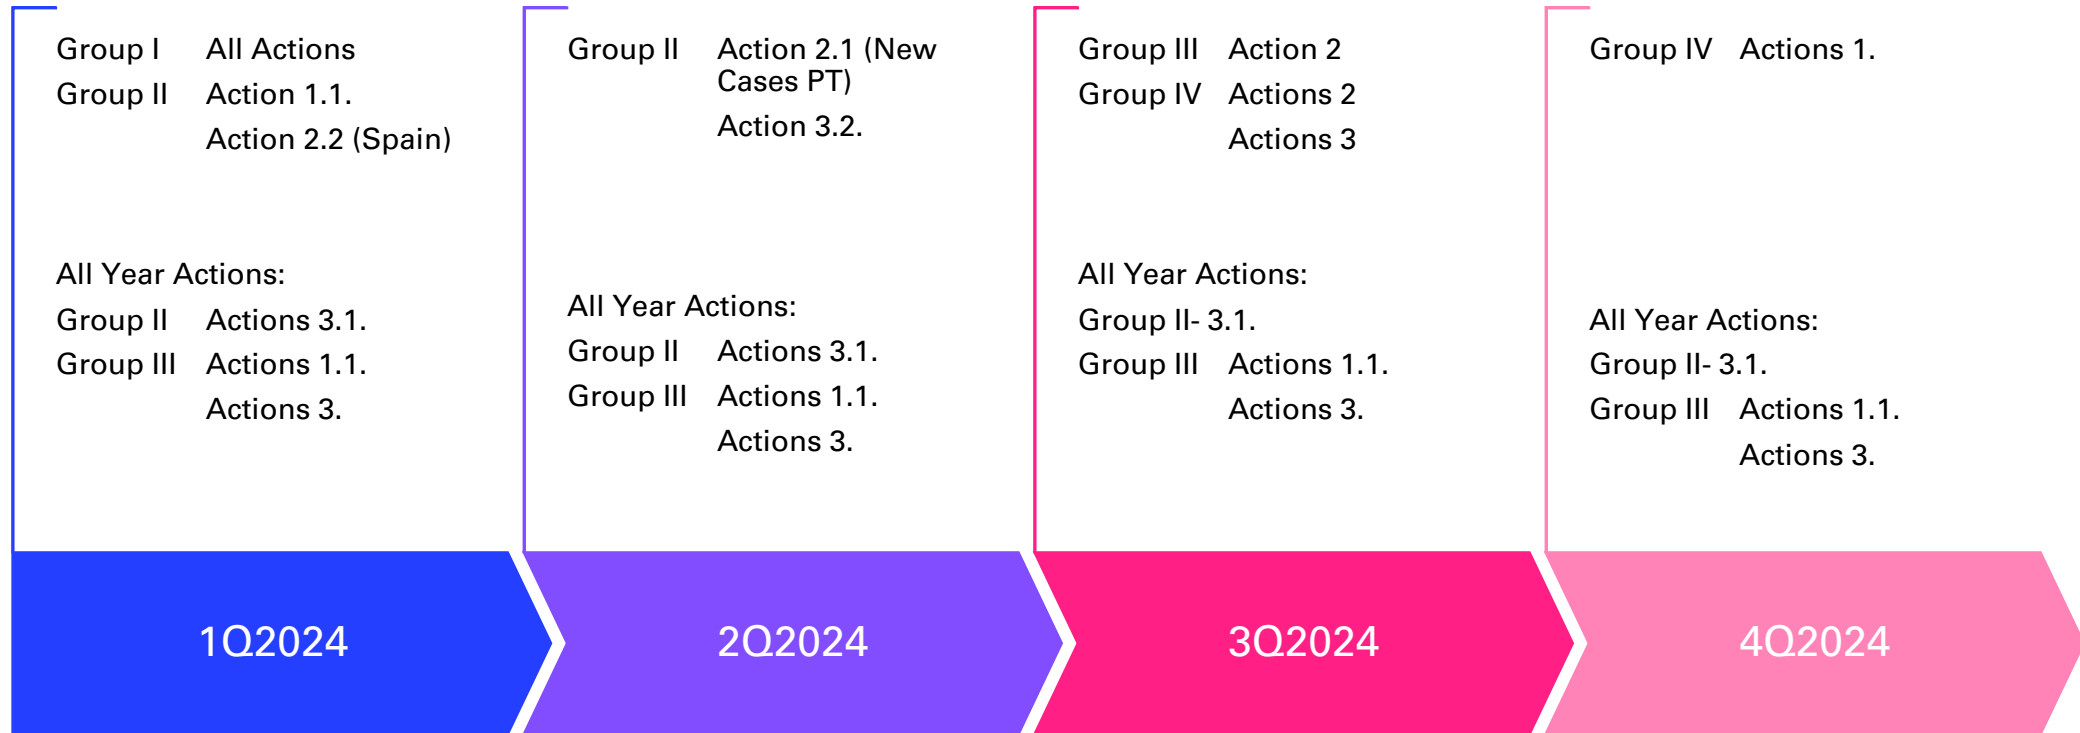 Group I All Actions
Group II Action 1.1.
Action 2.2 (Spain)
All Year Actions:
Group II Actions 3.1.
Group III Actions 1.1.
Actions 3.
1Q2024
Group II Action 2.1 (New
Cases PT)
Action 3.2.
All Year Actions:
Group II Actions 3.1.
Group III Actions 1.1.
Actions 3.
2Q2024
Group III Action 2
Group IV Actions 2
Actions 3
All Year Actions:
Group II- 3.1.
Group III Actions 1.1.
Actions 3.
3Q2024
Group IV Actions 1.
All Year Actions:
Group II- 3.1.
Group III Actions 1.1.
Actions 3.
4Q2024